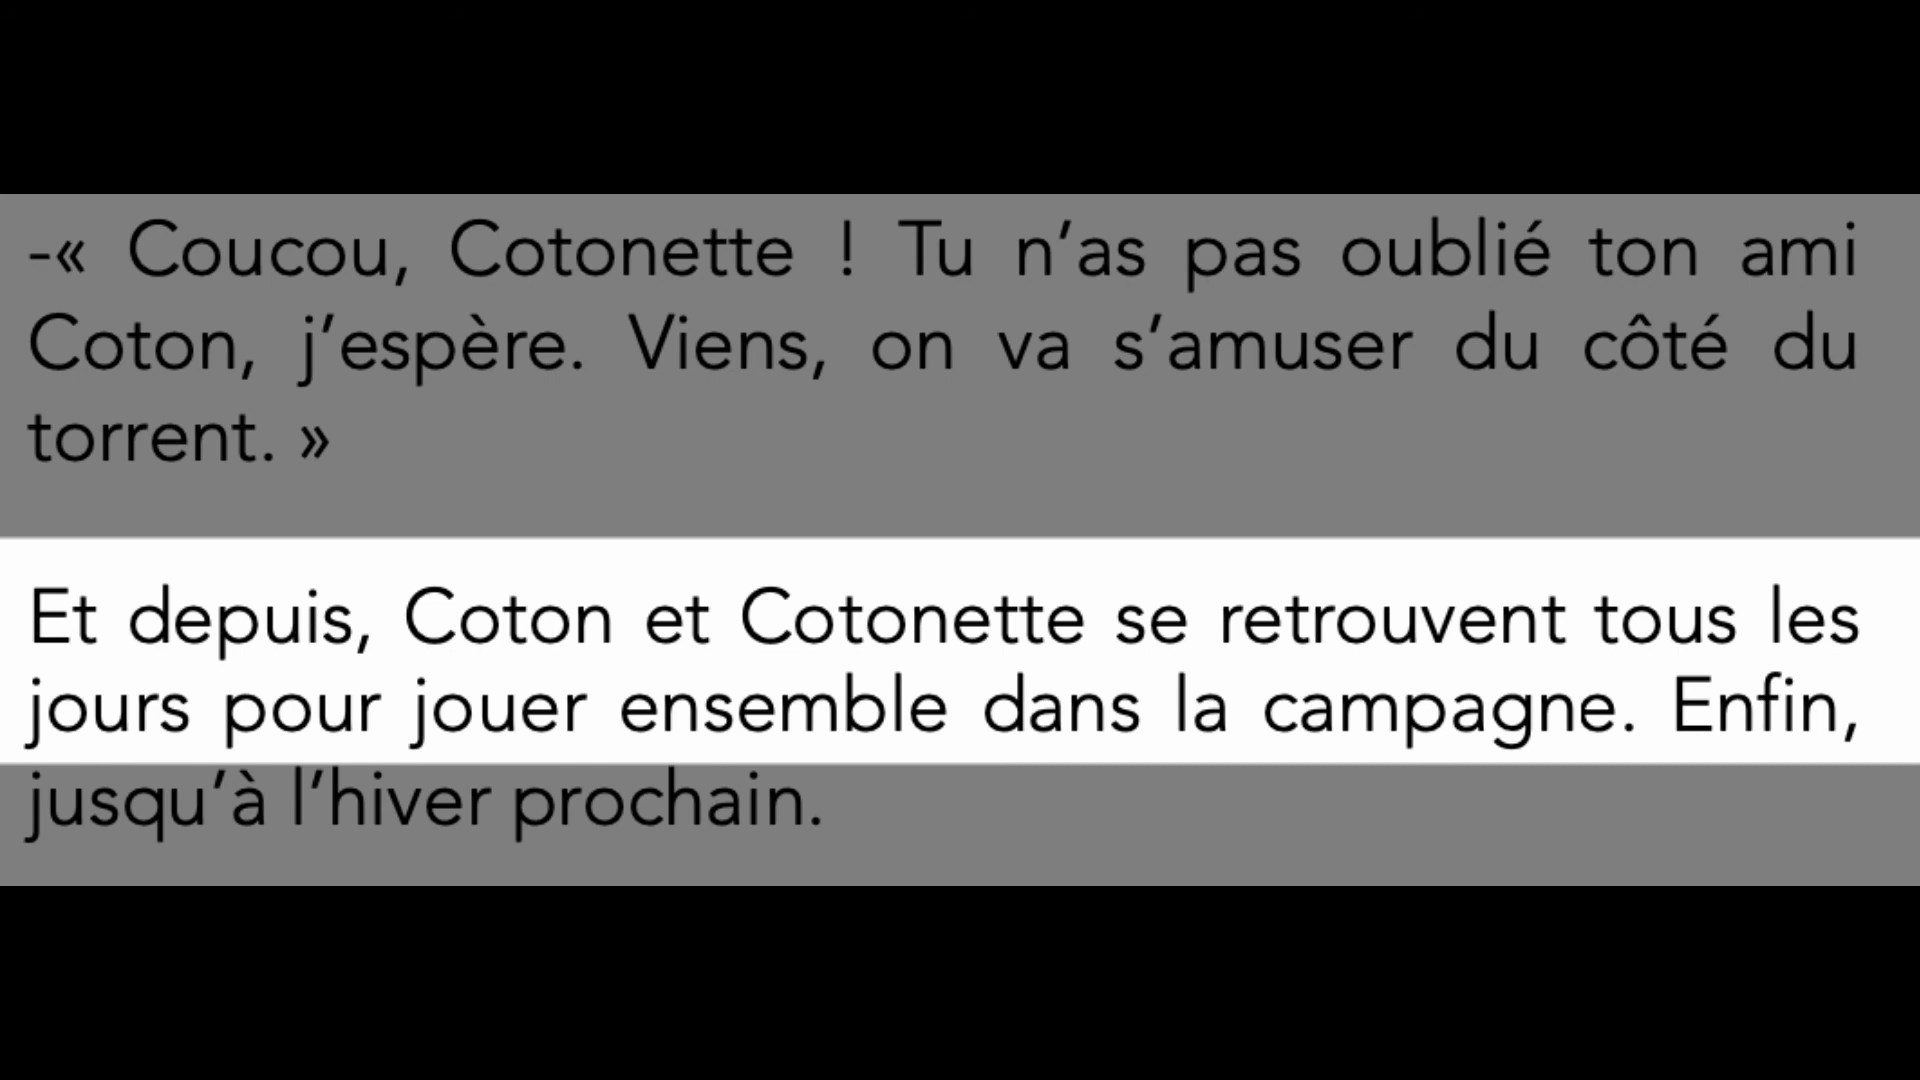 -« Coucou, Cotonette ! Tu n’as pas oublié ton ami
Coton, j’espère. Viens, on va s’amuser du côté du
torrent. »
Et depuis, Coton et Cotonette se retrouvent tous les
jours pour jouer ensemble dans la campagne. Enfin,
jusqu’à l’hiver prochain.